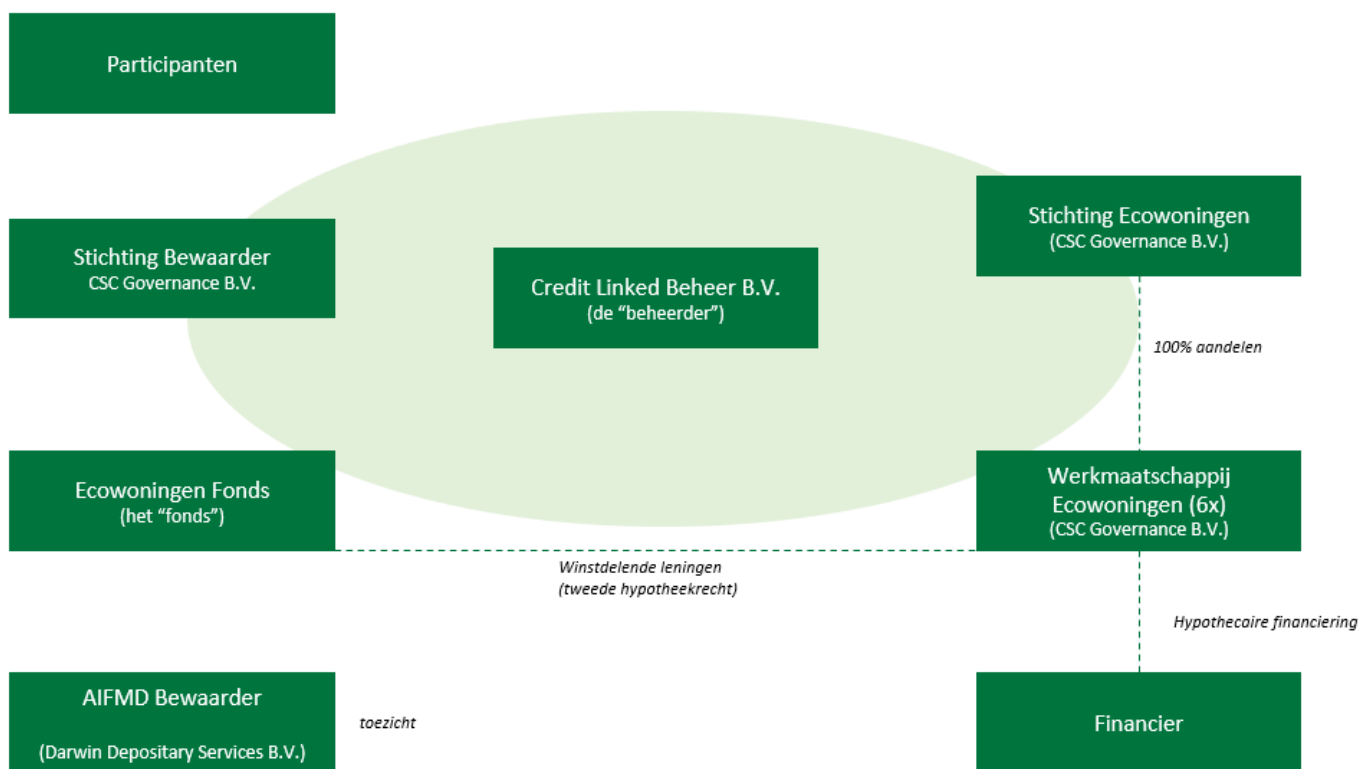 Participanten
Stichting Ecowoningen
(CSC Governance B.V.)
Stichting Bewaarder
CSC Governance B.V.
Credit Linked Beheer B.V.
(de “beheerder”)
100% aandelen
Ecowoningen Fonds
(het “fonds”)
Werkmaatschappij
Ecowoningen (6x)
(CSC Governance B.V.)
Winstdelende leningen
(tweede hypotheekrecht)
Hypothecaire financiering
AIFMD Bewaarder
(Darwin Depositary Services B.V.)
toezicht
Financier